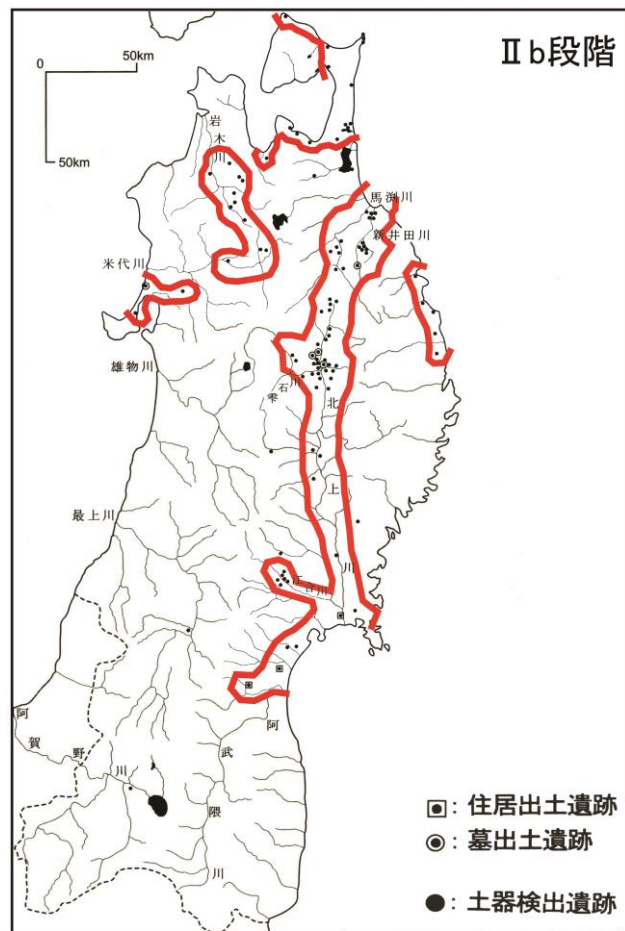 Ⅱb段階
0
50km
50km
岩木川
馬淵川
新井田川
米代川
雄物川
雫石川
北上川
最上川
江合川
阿賀野川
阿武隈川
: 住居出土遺跡
: 墓出土遺跡
: 土器検出遺跡